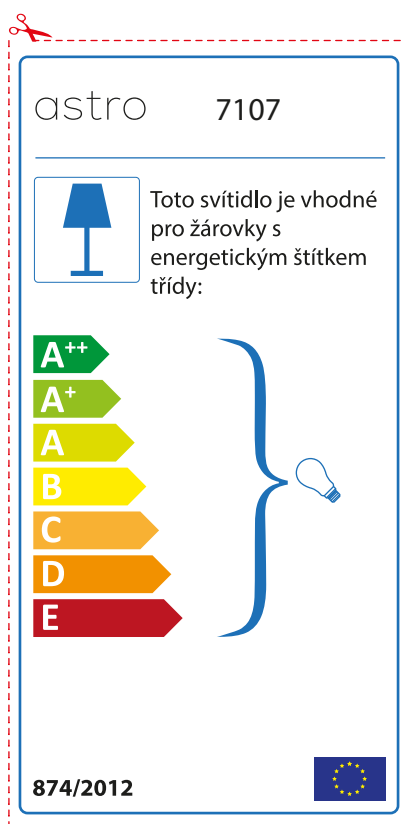 astro 7107
Toto svítidlo je vhodné
pro žárovky s
energetickým štítkem
třídy:
A++
A+
A
B
C
D
E
874/2012